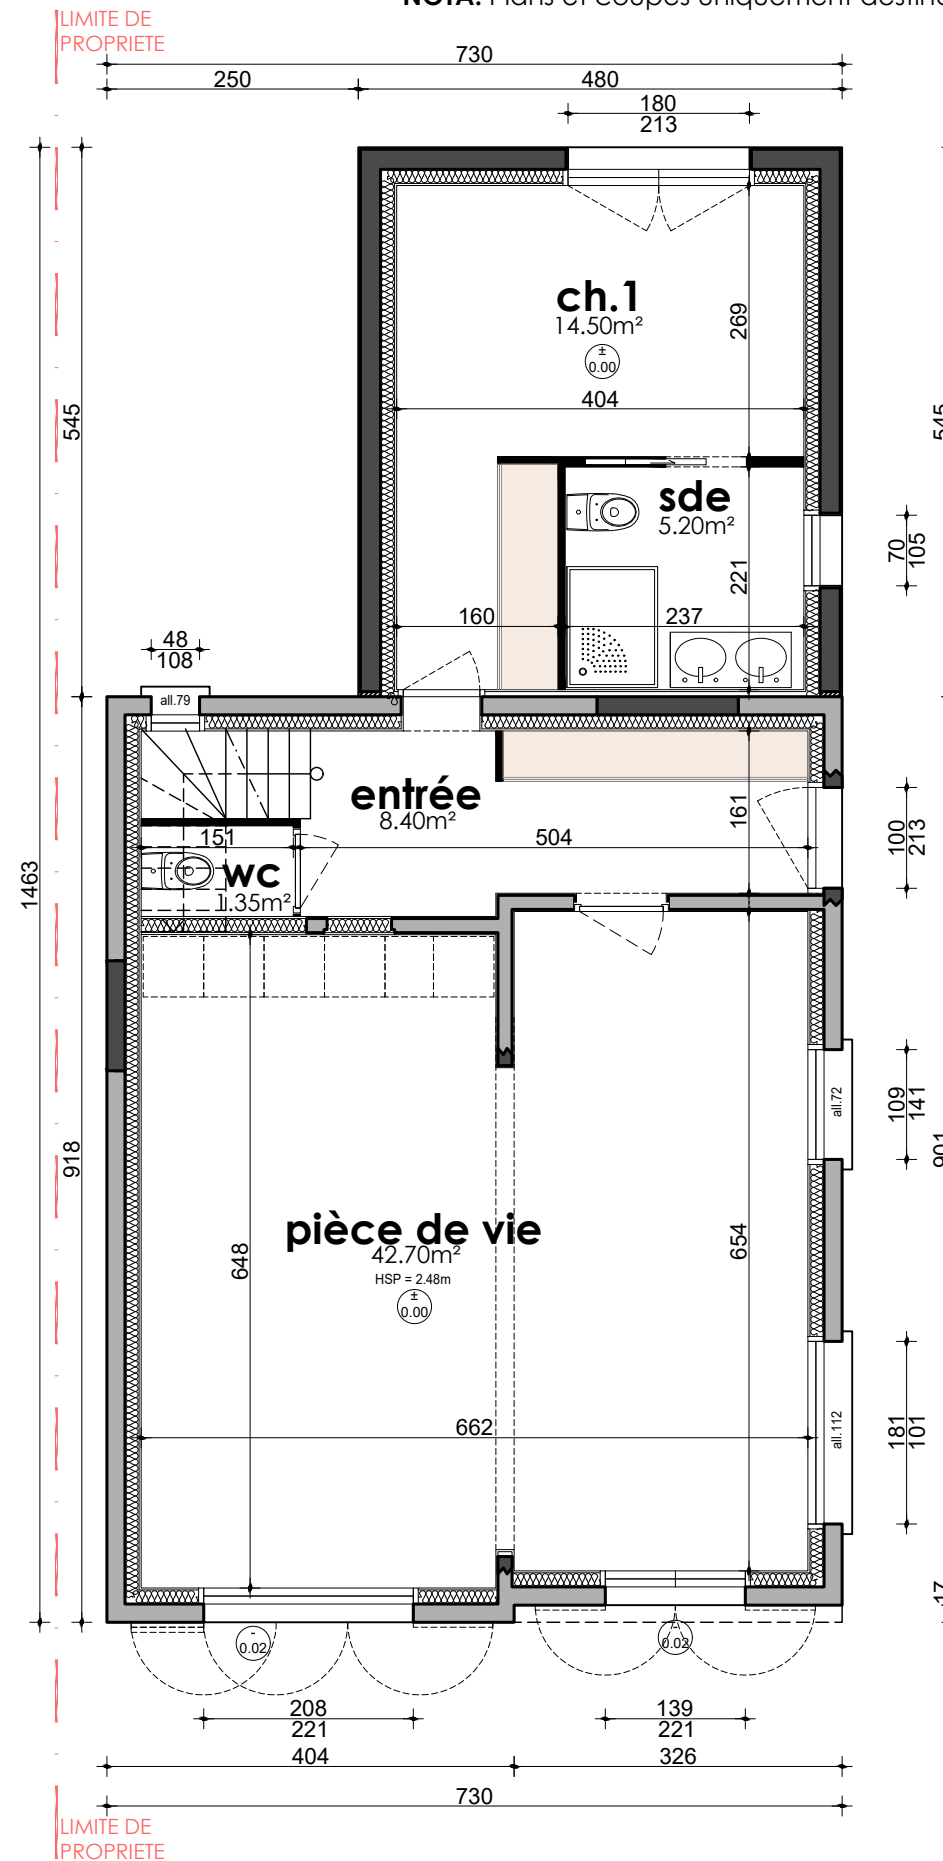 NOTA: Plans et coupes uniquement
LIMITE DE
PROPRIETE
730
250
480
180
213
ch.1
14.50m²
±
0.00
269
404
545
545
sde
5.20m²
70
105
221
160
237
48
108
all.79
entrée
8.40m²
161
100
213
151
504
wc
1.35m²
1463
109
141
all.72
918
901
pièce de vie
42.70m²
HSP = 2.48m
±
0.00
648
654
662
181
101
all.112
17
-
0.02
-
0.02
208
221
139
221
404
326
730
LIMITE DE
PROPRIETE